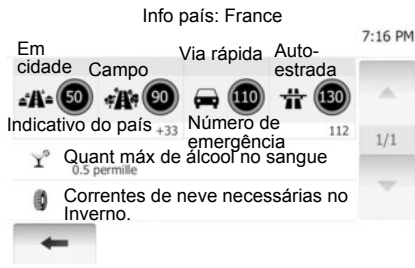 Info país: France
7:16 PM
Em cidade
Campo
Via rápida
Auto-estrada
50
90
110
130
Indicativo do país
+33
Número de emergência
112
1/1
Quant máx de álcool no sangue
0.5 permille
Correntes de neve necessárias no
Inverno.